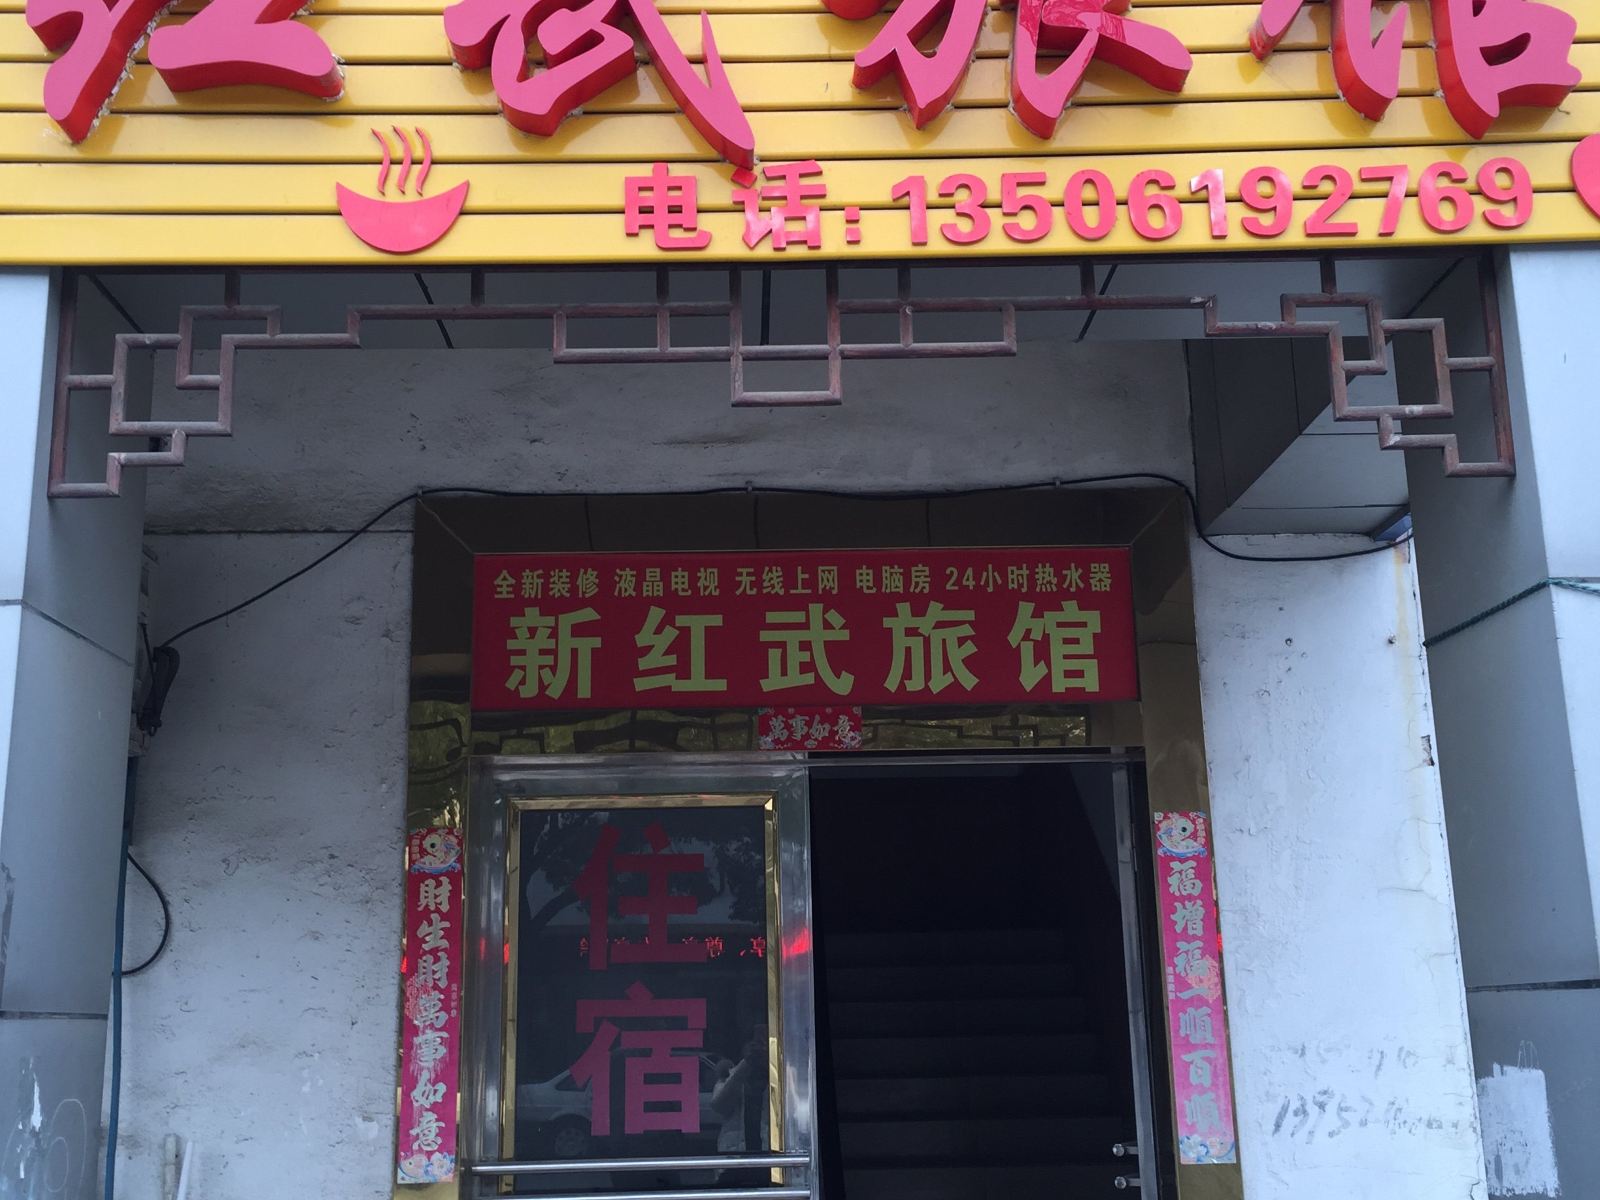 红武旅馆
电话:13506192769
全新装修 液晶电视 无线上网 电脑房 24小时热水器
新红武旅馆
萬事如意
住宿
財生財萬事如意
福增福一順百順